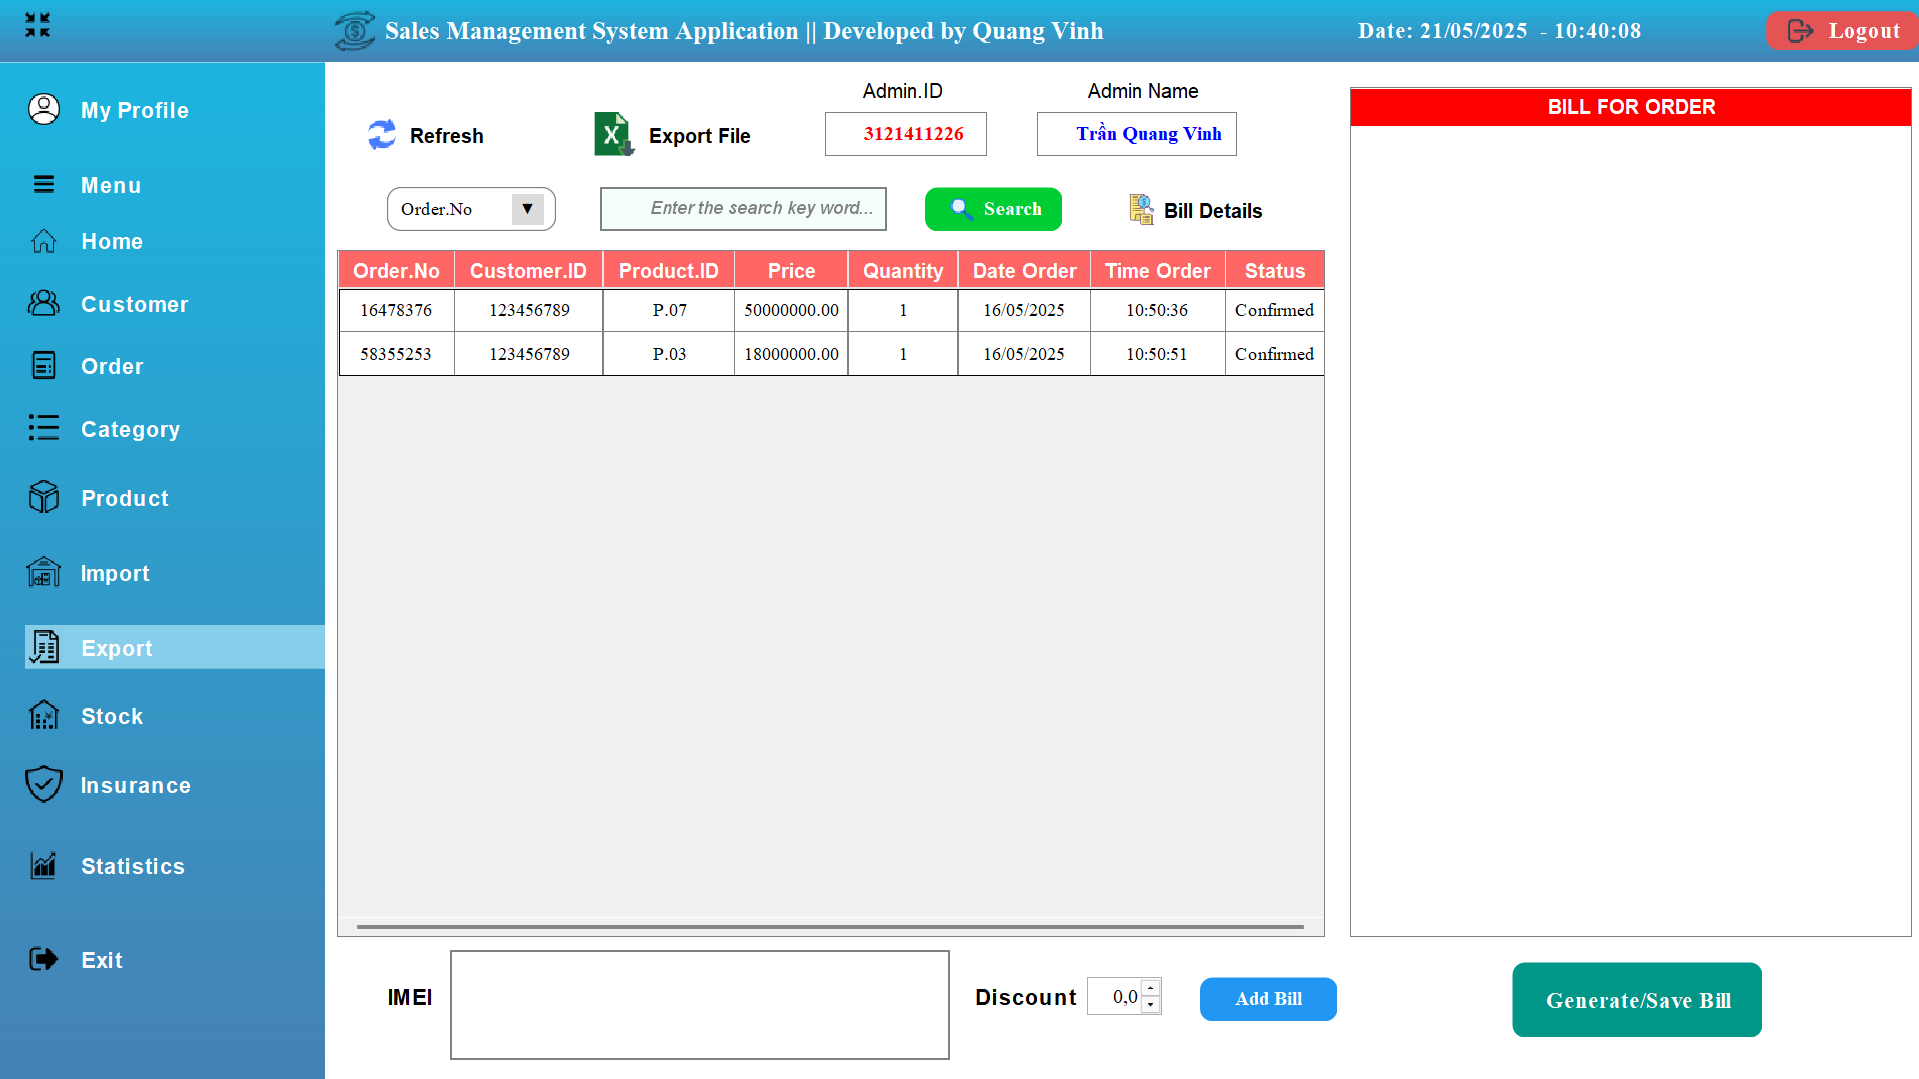 Sales Management System Application || Developed by Quang Vinh
Date: 21/05/2025 - 10:40:08
Logout
My Profile
Menu
Home
Customer
Order
Category
Product
Import
Export
Stock
Insurance
Statistics
Exit
Refresh
Export File
Admin.ID
3121411226
Admin Name
Trần Quang Vinh
Order.No ▼
Enter the search key word...
Search
Bill Details
Order.No Customer.ID Product.ID Price Quantity Date Order Time Order Status
16478376 123456789 P.07 50000000.00 1 16/05/2025 10:50:36 Confirmed
58355253 123456789 P.03 18000000.00 1 16/05/2025 10:50:51 Confirmed
BILL FOR ORDER
IMEI
Discount 0,0
Add Bill
Generate/Save Bill